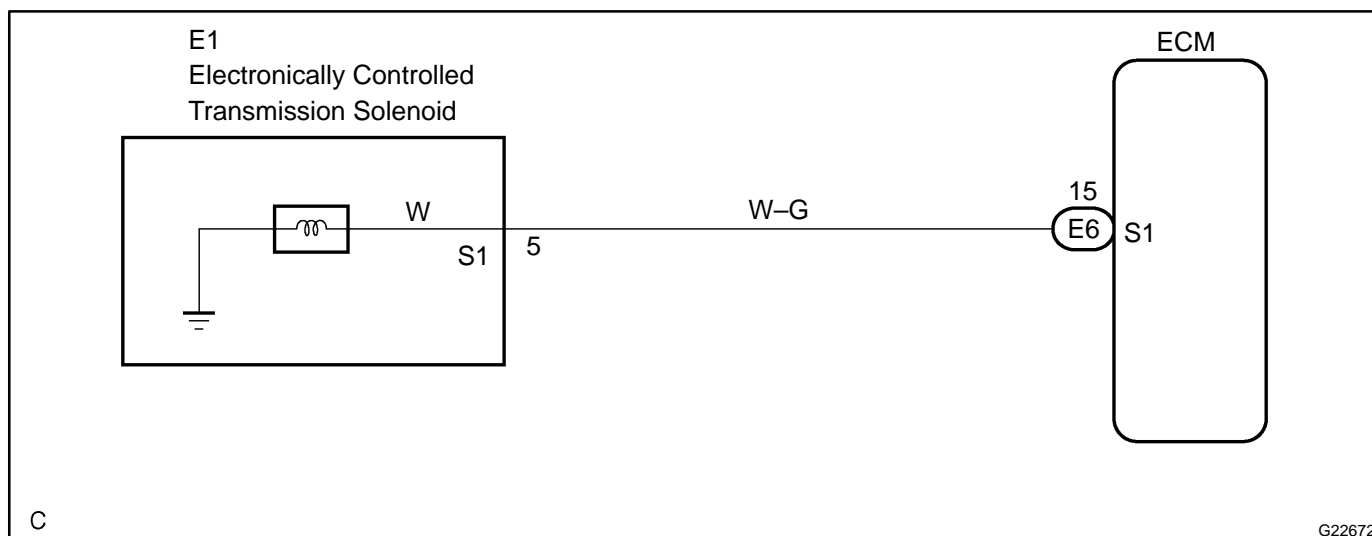 E1
Electronically Controlled
Transmission Solenoid
ECM
W
S1
5
W–G
15
E6
S1
C
G22672